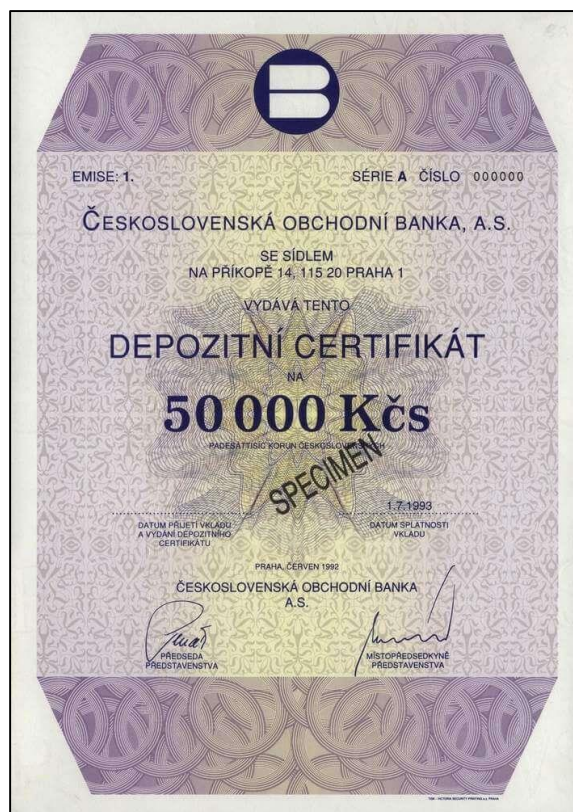 B
EMISE: 1.
SÉRIE A ČÍSLO 000000
ČESKOSLOVENSKÁ OBCHODNÍ BANKA, A.S.
SE SÍDLEM
NA PŘÍKOPĚ 14, 115 20 PRAHA 1
VYDÁVÁ TENTO
DEPOZITNÍ CERTIFIKÁT
NA
50 000 Kčs
PADESÁTTISÍC KORUN ČESKOSLOVENSKÝCH
SPECIMEN
1.7.1993
DATUM PŘIJETÍ VKLADU
A VYDÁNÍ DEPOZITNÍHO
CERTIFIKÁTU
DATUM SPLATNOSTI
VKLADU
PRAHA, ČERVEN 1992
ČESKOSLOVENSKÁ OBCHODNÍ BANKA
A.S.
PŘEDSEDA
PŘEDSTAVENSTVA
MÍSTOPŘEDSEDKYNĚ
PŘEDSTAVENSTVA